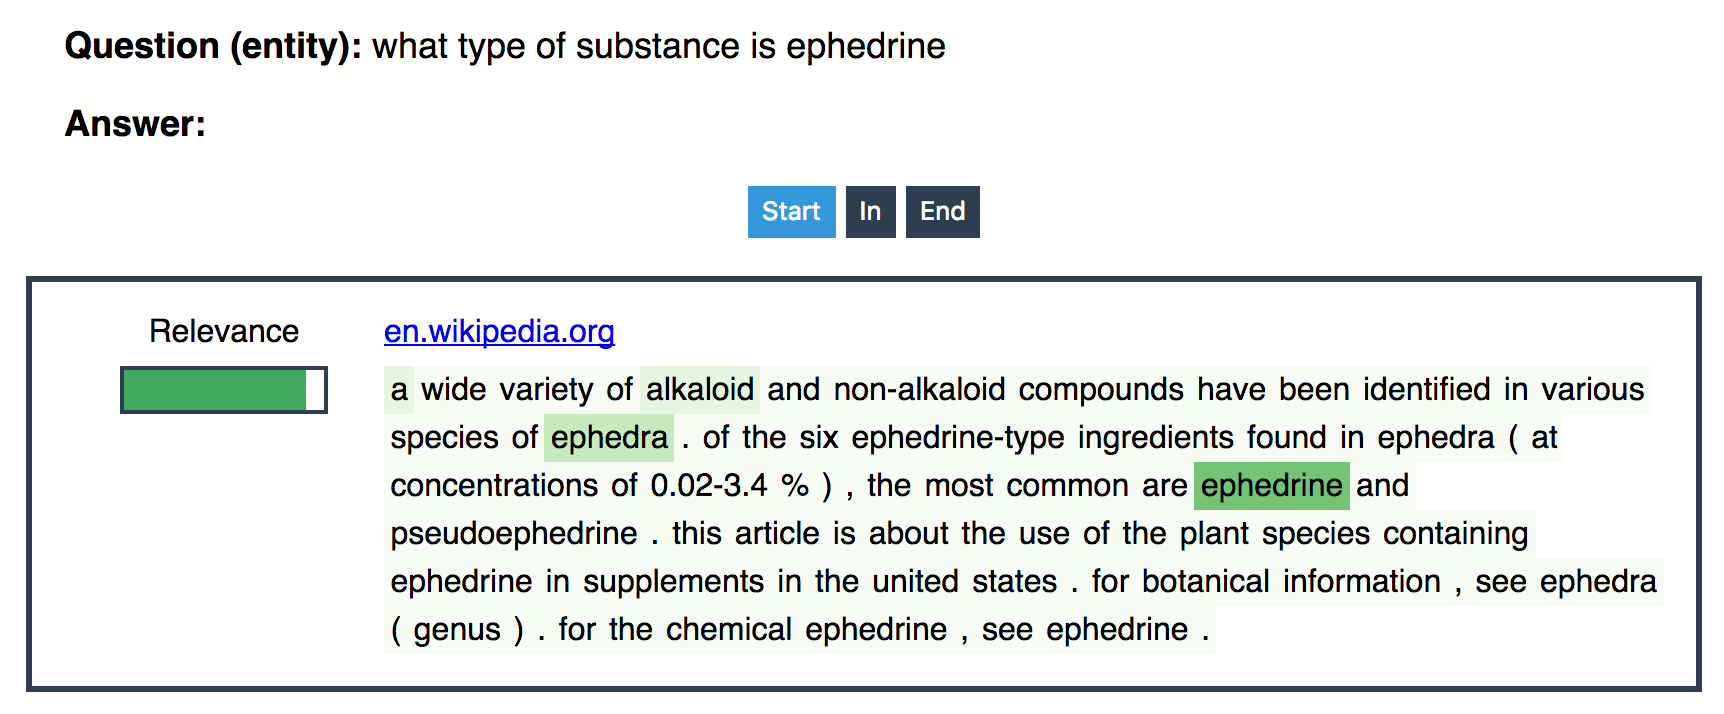 Question (entity): what type of substance is ephedrine
Answer:
Start In End
Relevance en.wikipedia.org
a wide variety of alkaloid and non-alkaloid compounds have been identified in various
species of ephedra . of the six ephedrine-type ingredients found in ephedra ( at
concentrations of 0.02-3.4 % ) , the most common are ephedrine and
pseudoephedrine . this article is about the use of the plant species containing
ephedrine in supplements in the united states . for botanical information , see ephedra
( genus ) . for the chemical ephedrine , see ephedrine .